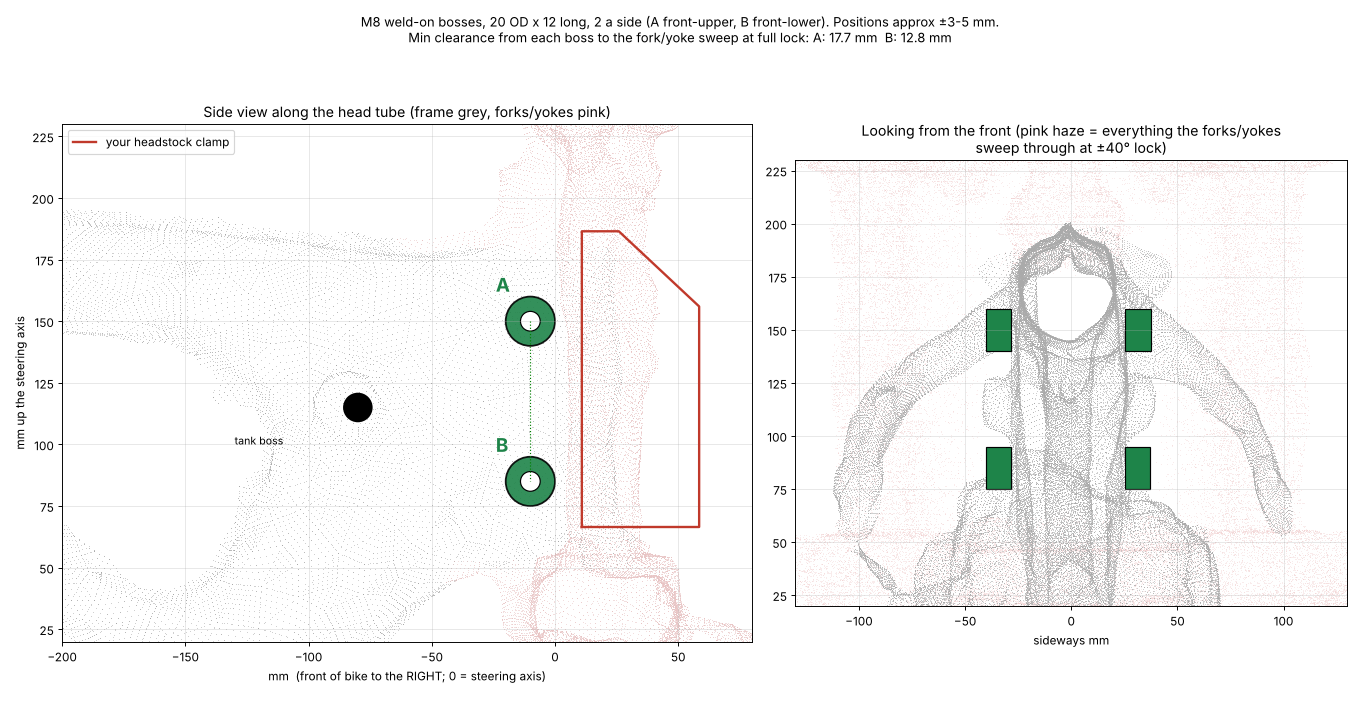 M8 weld-on bosses, 20 OD x 12 long, 2 a side (A front-upper, B front-lower). Positions approx ±3-5 mm.
Min clearance from each boss to the fork/yoke sweep at full lock: A: 17.7 mm  B: 12.8 mm
Side view along the head tube (frame grey, forks/yokes pink)
your headstock clamp
225
200
175
150
125
100
75
50
25
mm up the steering axis
A
B
tank boss
−200
−150
−100
−50
0
50
mm  (front of bike to the RIGHT; 0 = steering axis)
Looking from the front (pink haze = everything the forks/yokes
sweep through at ±40° lock)
225
200
175
150
125
100
75
50
25
−100
−50
0
50
100
sideways mm